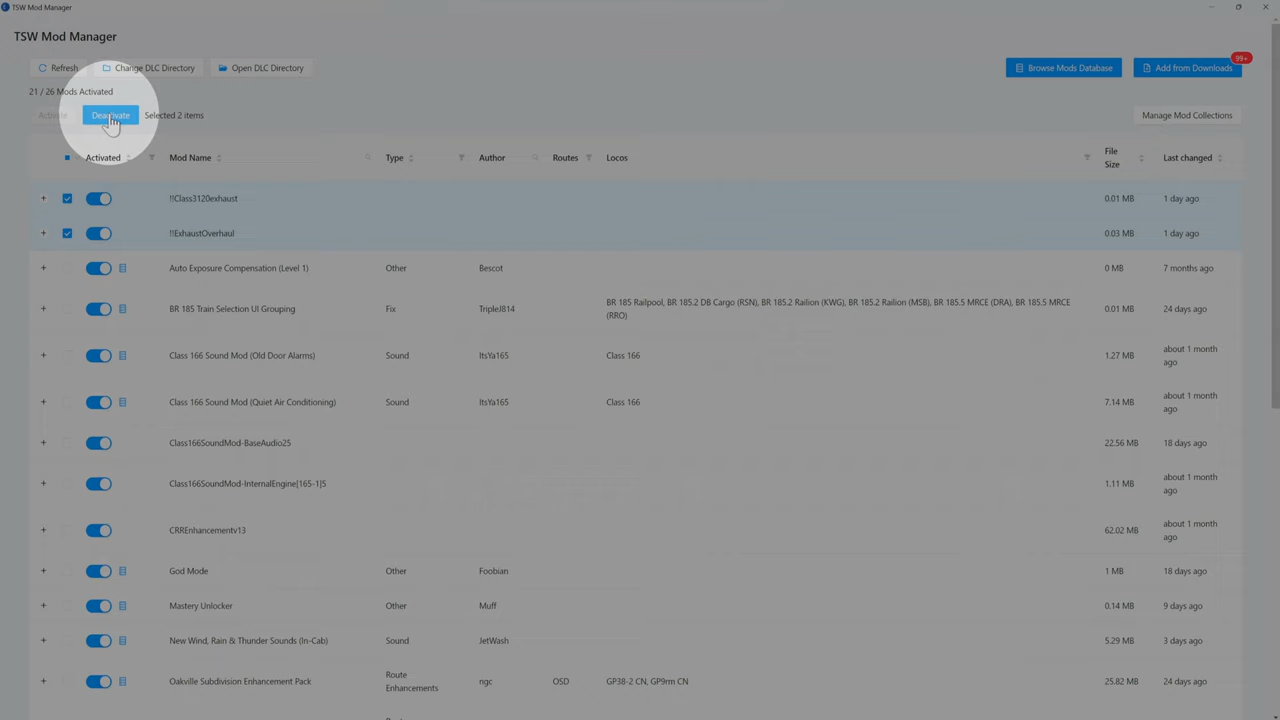 TSW Mod Manager
TSW Mod Manager
Refresh Change DLC Directory Open DLC Directory Browse Mods Database Add from Downloads 99+
21 / 26 Mods Activated
Activate Deactivate Selected 2 items Manage Mod Collections
Activated Mod Name Type Author Routes Locos File Size Last changed
!!Class3120exhaust 0.01 MB 1 day ago
!!ExhaustOverhaul 0.03 MB 1 day ago
Auto Exposure Compensation (Level 1) Other Bescot 0 MB 7 months ago
BR 185 Train Selection UI Grouping Fix TripleJ814 BR 185 Railpool, BR 185.2 DB Cargo (RSN), BR 185.2 Railion (KWG), BR 185.2 Railion (MSB), BR 185.5 MRCE (DRA), BR 185.5 MRCE (RRO) 0.01 MB 24 days ago
Class 166 Sound Mod (Old Door Alarms) Sound ItsYa165 Class 166 1.27 MB about 1 month ago
Class 166 Sound Mod (Quiet Air Conditioning) Sound ItsYa165 Class 166 7.14 MB about 1 month ago
Class166SoundMod-BaseAudio25 22.56 MB 18 days ago
Class166SoundMod-InternalEngine[165-1]5 1.11 MB about 1 month ago
CRREnhancementv13 62.02 MB about 1 month ago
God Mode Other Foobian 1 MB 18 days ago
Mastery Unlocker Other Muff 0.14 MB 9 days ago
New Wind, Rain & Thunder Sounds (In-Cab) Sound JetWash 5.29 MB 3 days ago
Oakville Subdivision Enhancement Pack Route Enhancements ngc OSD GP38-2 CN, GP9rm CN 25.82 MB 24 days ago